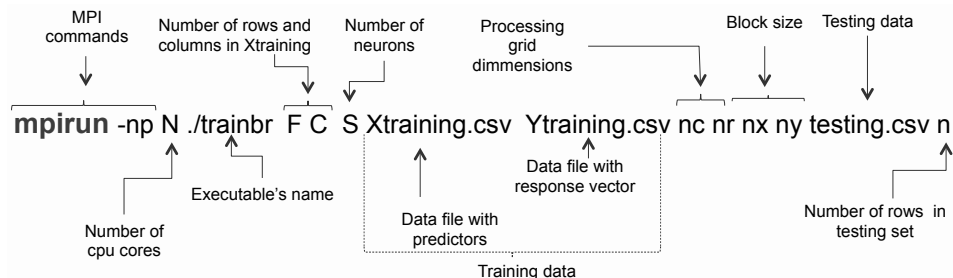 MPI
commands
Number of rows and
columns in Xtraining
Number of
neurons
Processing
grid
dimmensions
Block size
Testing data
mpirun -np N ./trainbr F C S Xtraining.csv Ytraining.csv nc nr nx ny testing.csv n
Executable's name
Number of
cpu cores
Data file with
predictors
Data file with
response vector
Number of rows in
testing set
Training data